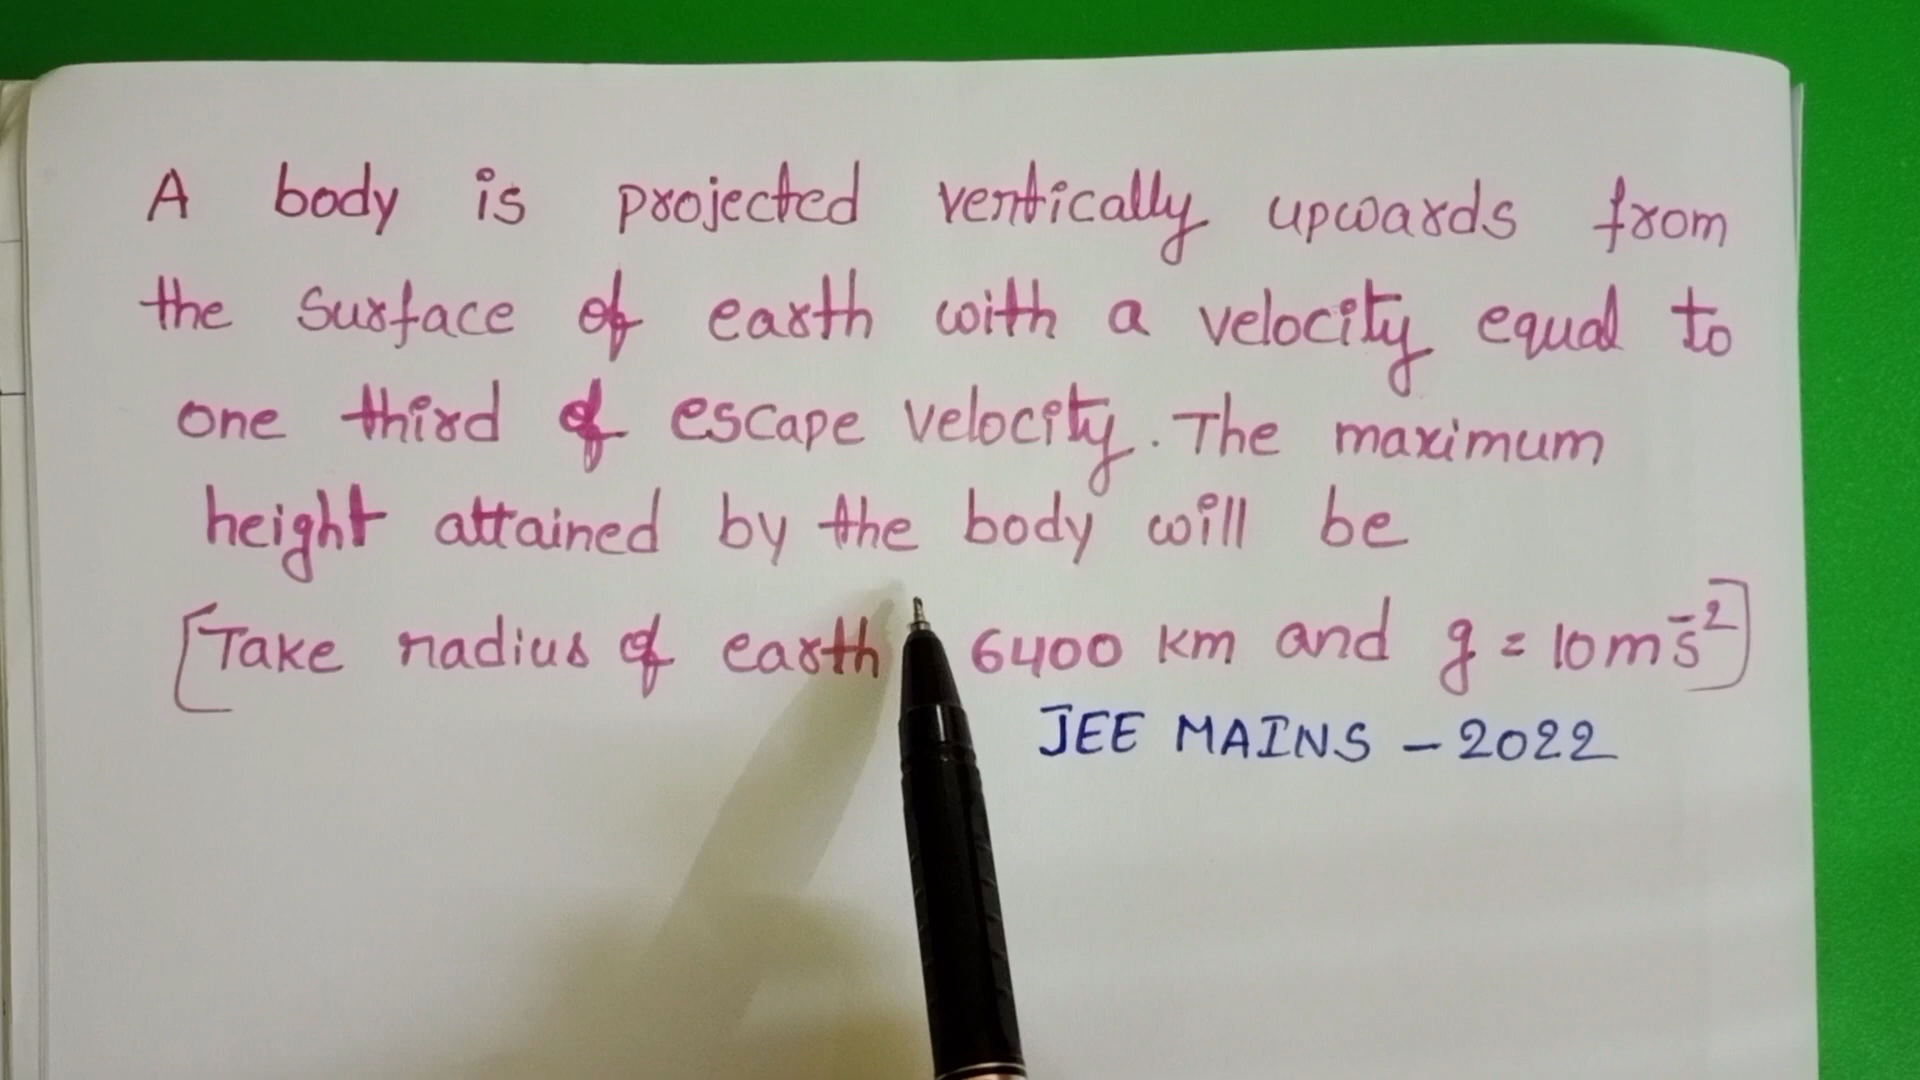 A body is projected vertically upwards from
the surface of earth with a velocity equal to
one third of escape velocity. The maximum
height attained by the body will be
[Take radius of earth 6400 km and g = 10 m s⁻²]
JEE MAINS - 2022